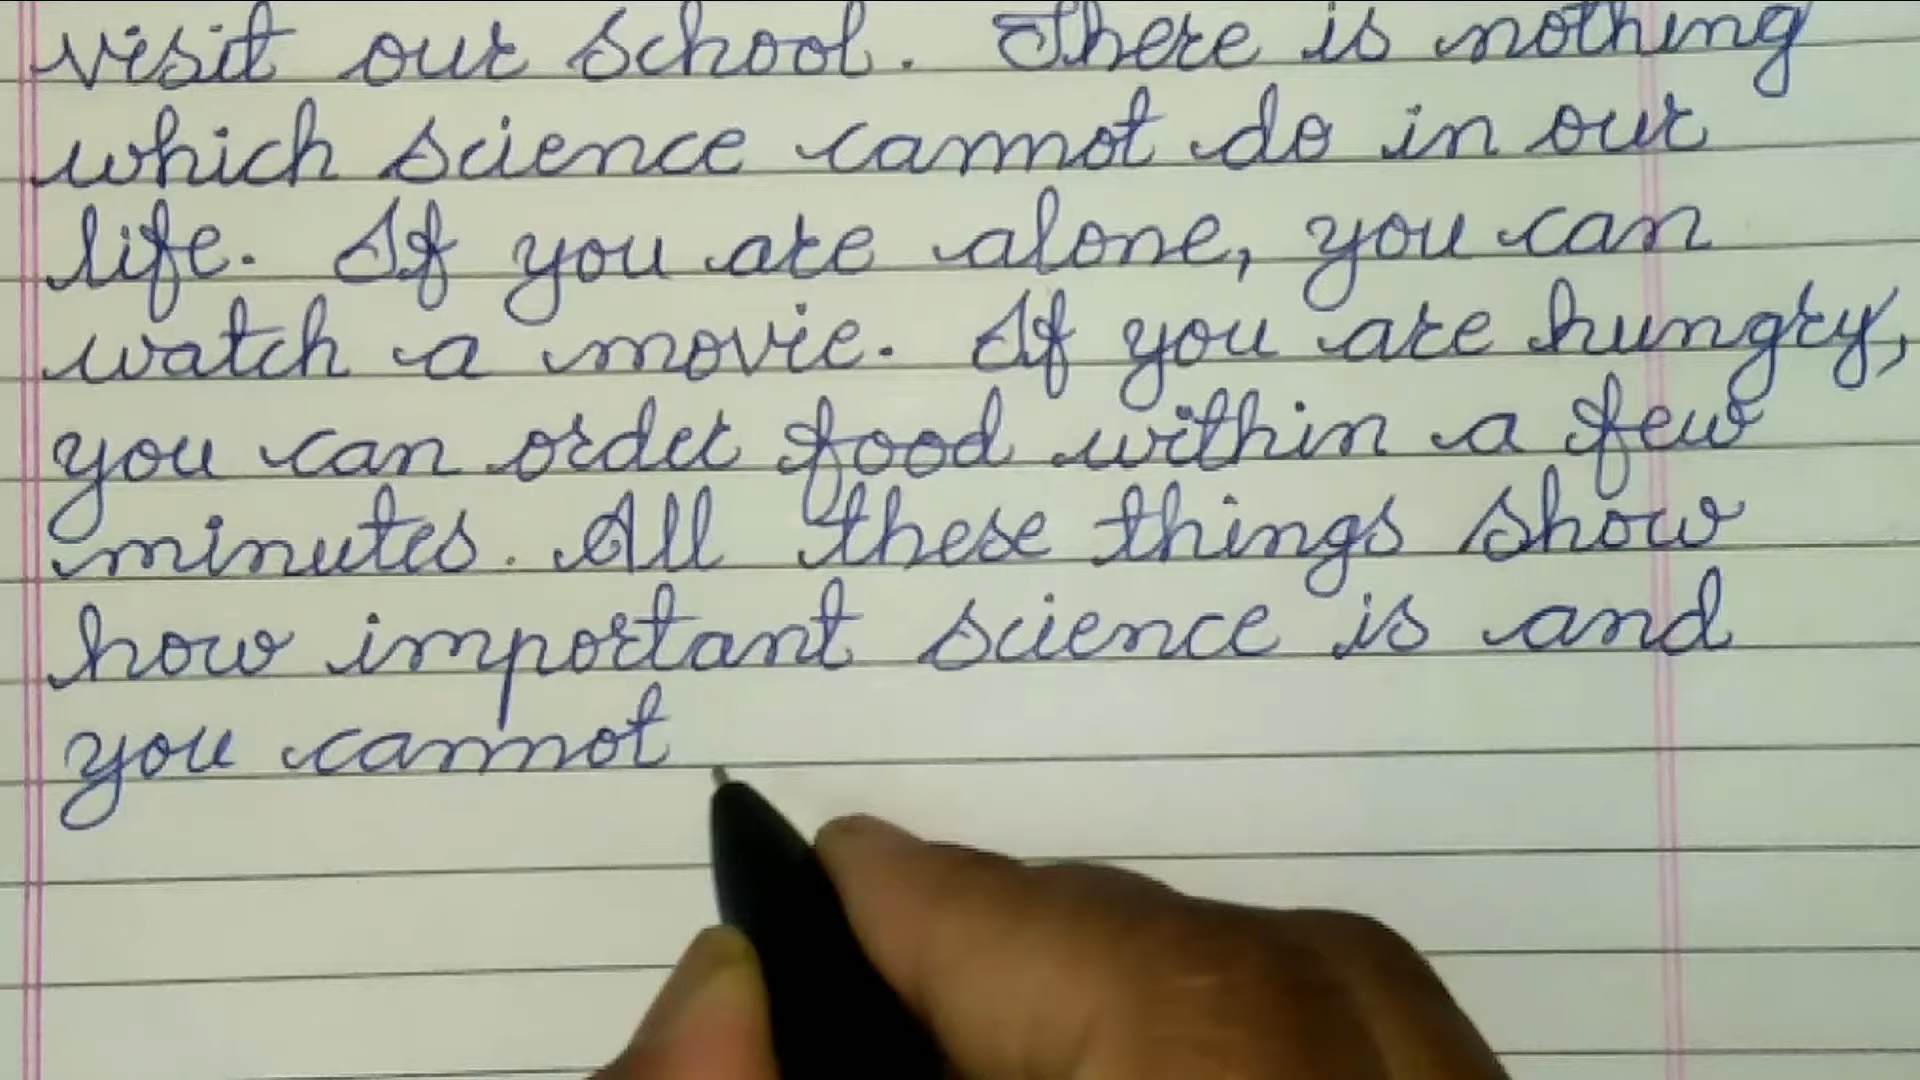 visit our school. There is nothing
which science cannot do in our
life. If you are alone, you can
watch a movie. If you are hungry,
you can order food within a few
minutes. All these things show
how important science is and
you cannot